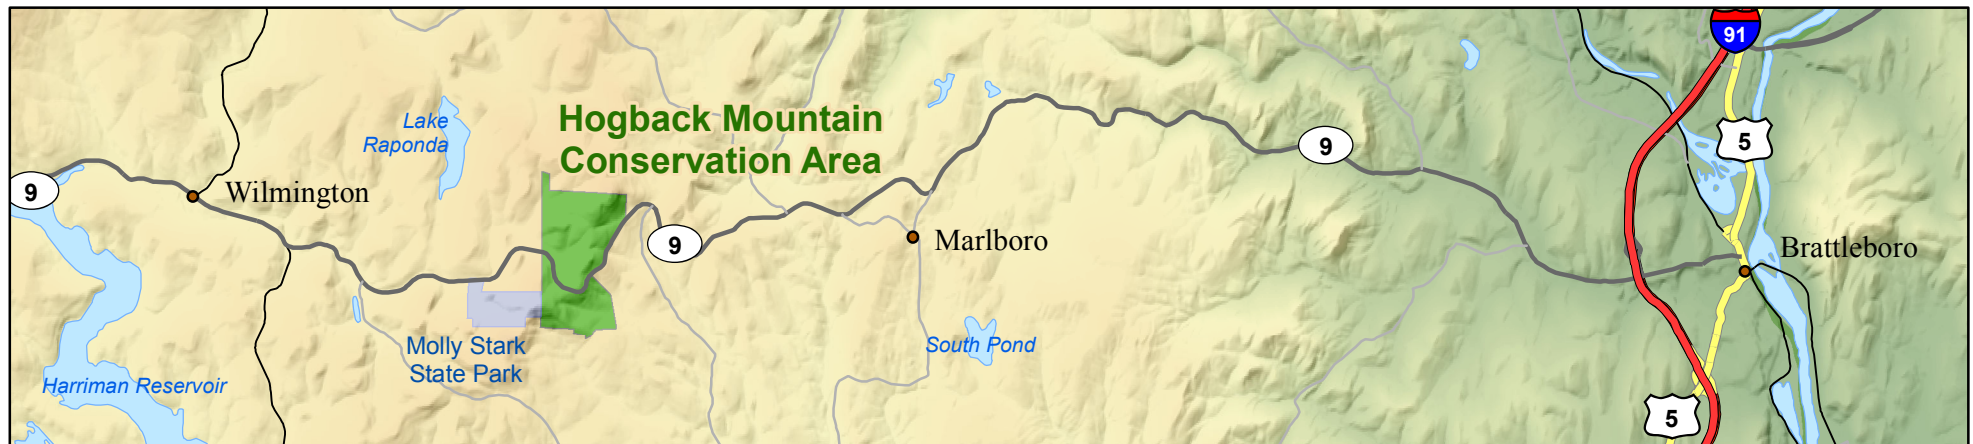 91
Hogback Mountain
Conservation Area
Lake
Raponda
5
9
9
Wilmington
9
Marlboro
Brattleboro
Molly Stark
State Park
South Pond
Harriman Reservoir
5